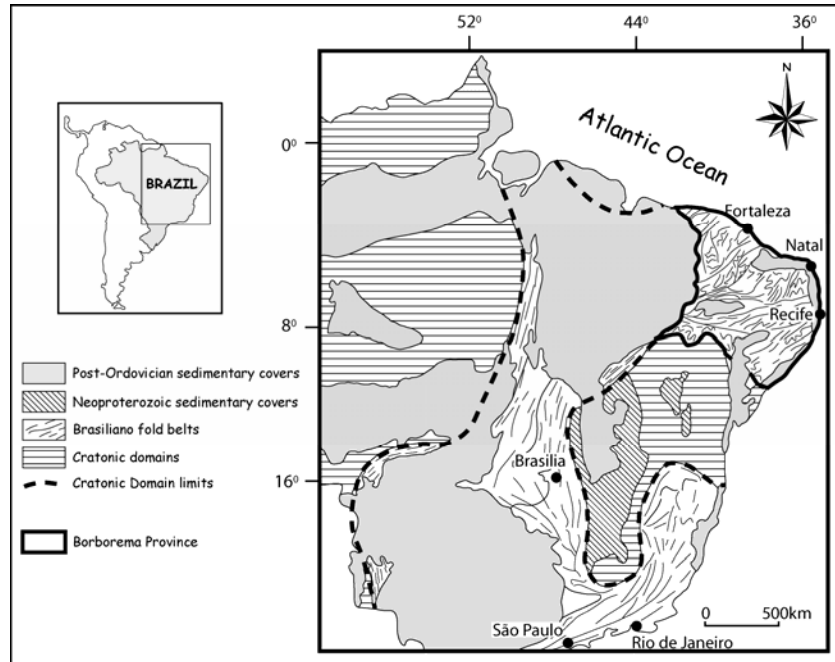 52⁰ 44⁰ 36⁰
N
Atlantic Ocean
0⁰
BRAZIL
Fortaleza
Natal
8⁰
Recife
Post-Ordovician sedimentary covers
Neoproterozoic sedimentary covers
Brasiliano fold belts
Cratonic domains
Cratonic Domain limits
Borborema Province
Brasilia
16⁰
0 500km
São Paulo
Rio de Janeiro